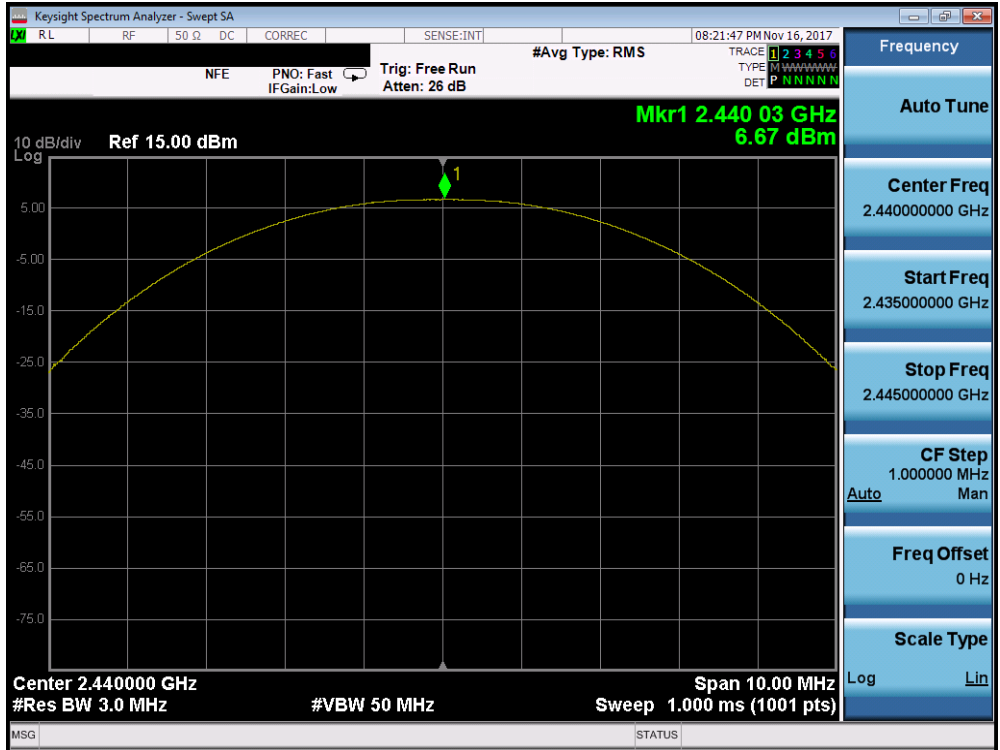 Keysight Spectrum Analyzer - Swept SA
LXI RL RF 50 Ω DC CORREC SENSE:INT 08:21:47 PM Nov 16, 2017
#Avg Type: RMS TRACE 1 2 3 4 5 6
NFE PNO: Fast Trig: Free Run TYPE M W W W W W
IFGain:Low Atten: 26 dB DET P N N N N N
Mkr1 2.440 03 GHz
6.67 dBm
10 dB/div Ref 15.00 dBm
Log
1
5.00
-5.00
-15.0
-25.0
-35.0
-45.0
-55.0
-65.0
-75.0
Center 2.440000 GHz Span 10.00 MHz
#Res BW 3.0 MHz #VBW 50 MHz Sweep 1.000 ms (1001 pts)
MSG STATUS
Frequency
Auto Tune
Center Freq
2.440000000 GHz
Start Freq
2.435000000 GHz
Stop Freq
2.445000000 GHz
CF Step
1.000000 MHz
Auto Man
Freq Offset
0 Hz
Scale Type
Log Lin